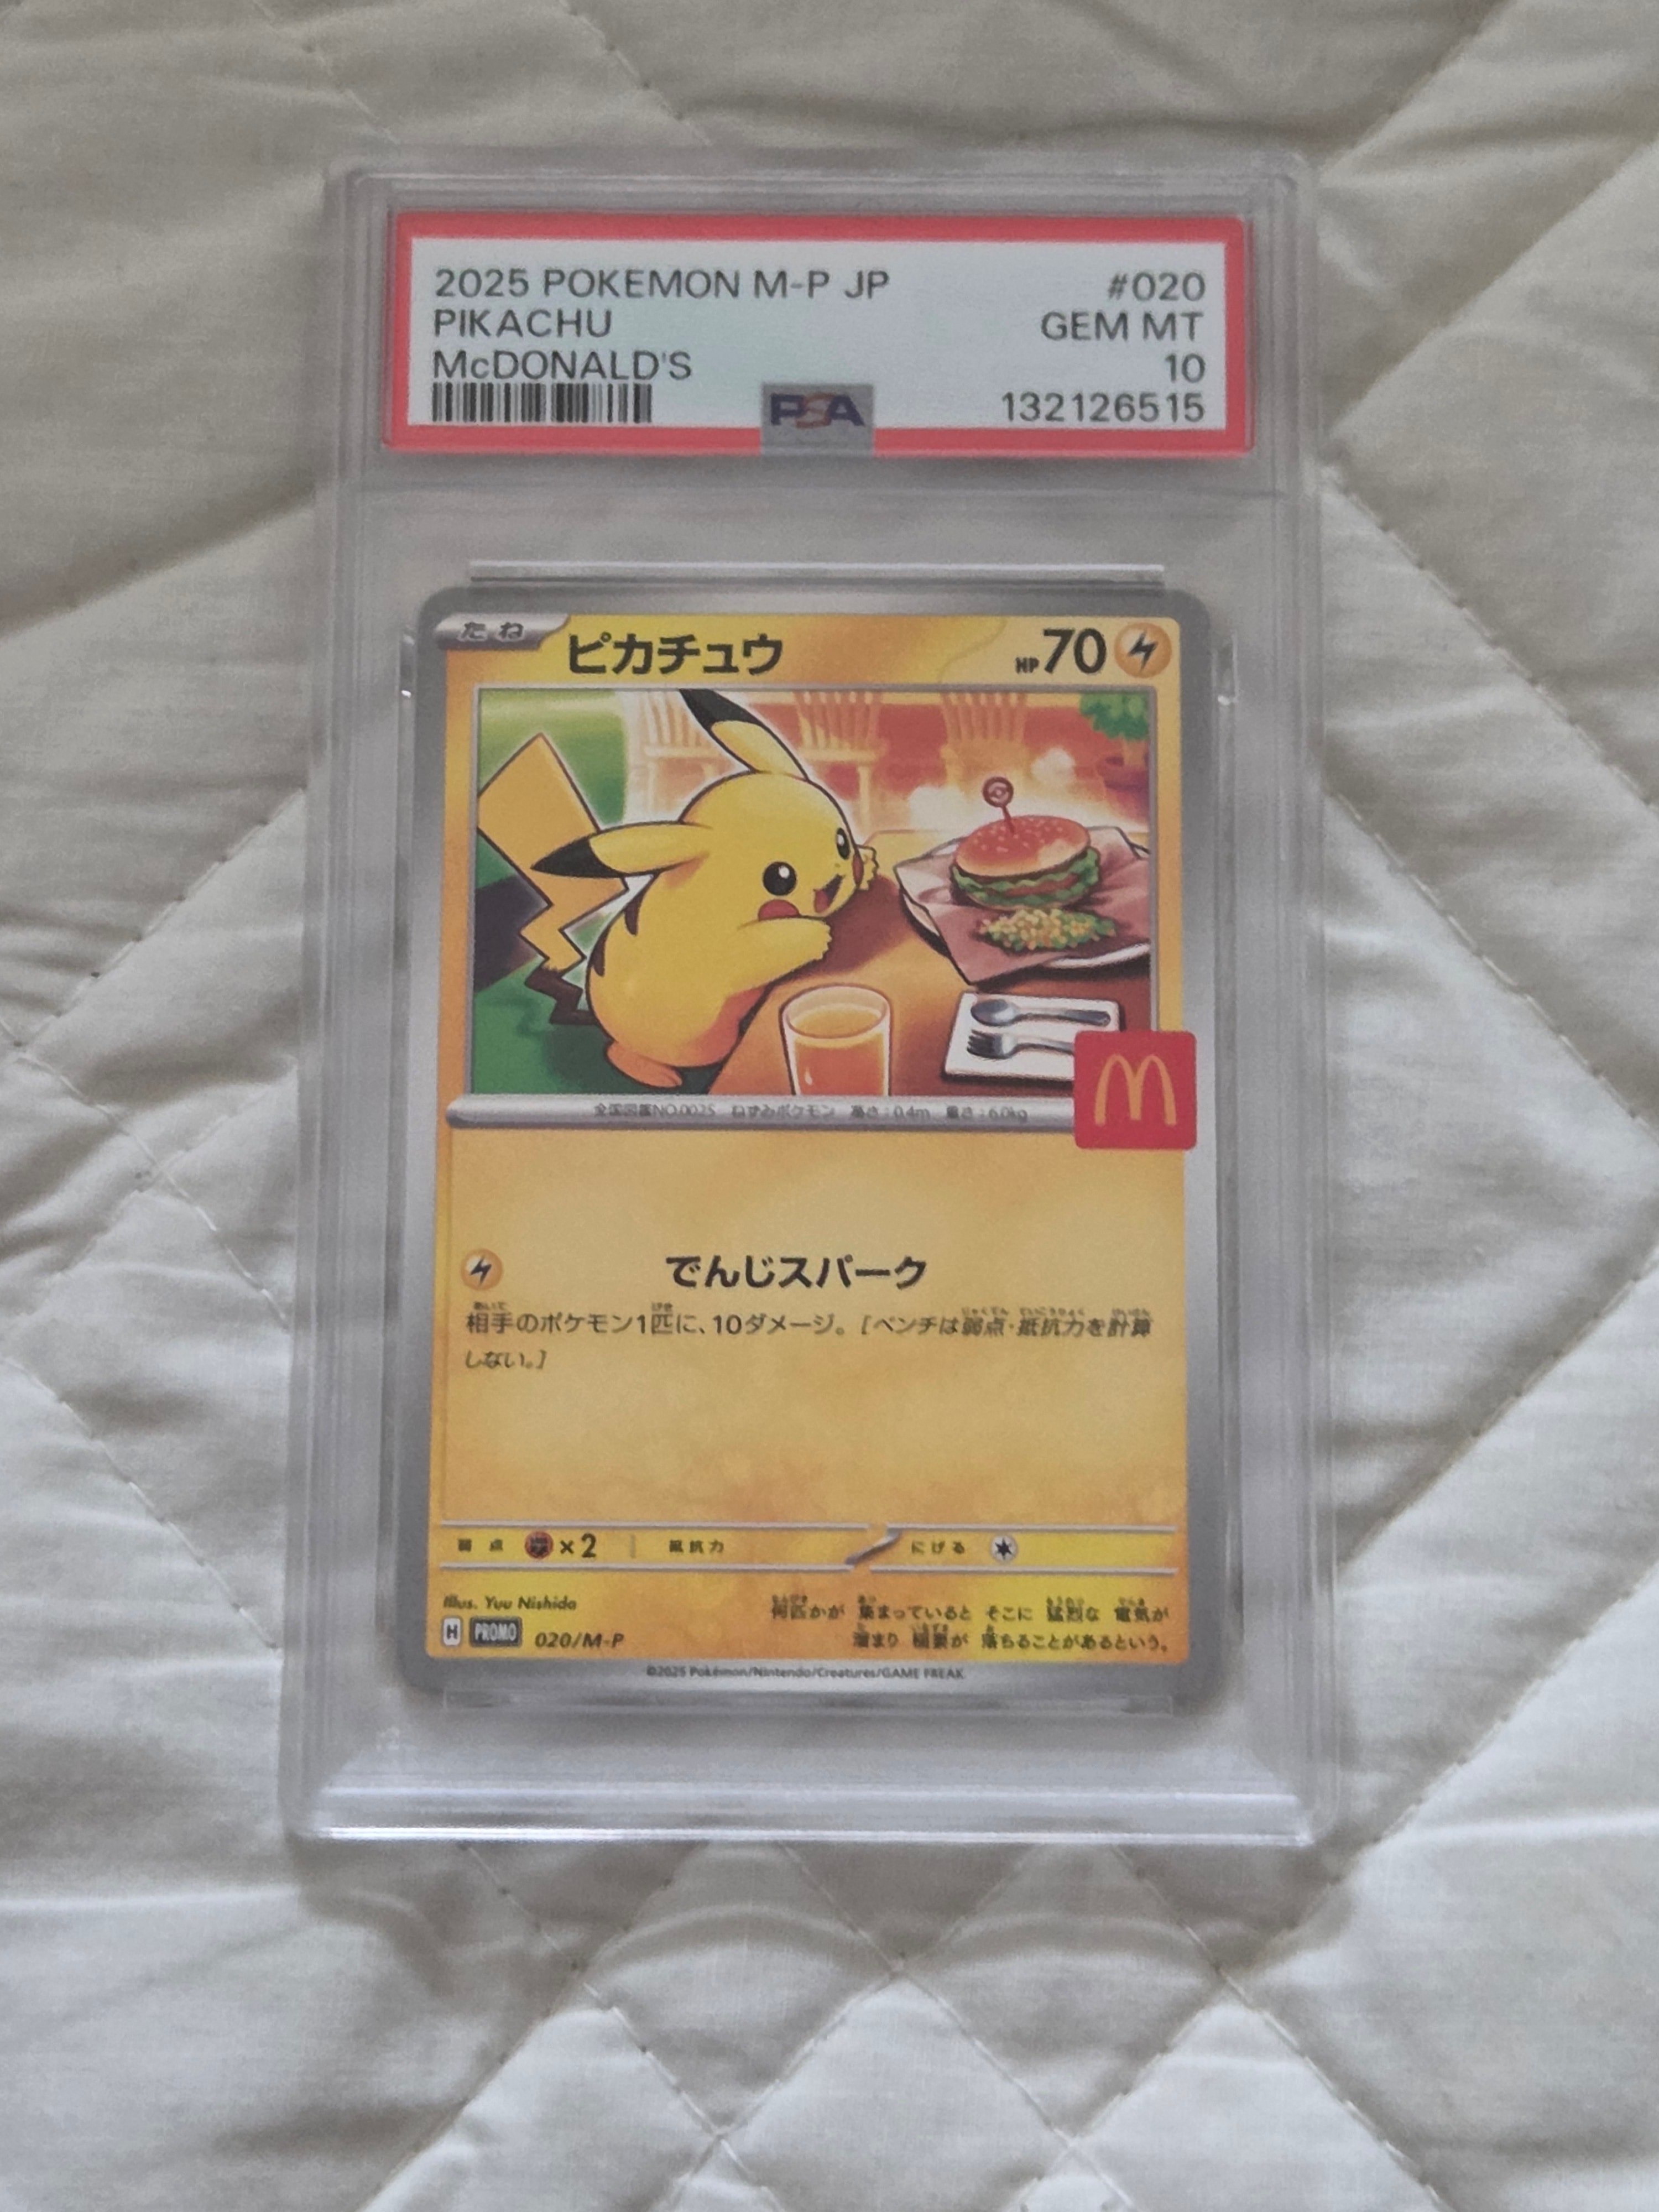 2025 POKEMON M-P JP #020
PIKACHU GEM MT
McDONALD'S 10
PSA 132126515
たね ピカチュウ HP70
全国図鑑NO.0025 ねずみポケモン 高さ:0.4m 重さ:6.0kg
でんじスパーク
相手のポケモン1匹に、10ダメージ。[ベンチは弱点・抵抗力を計算
しない。]
弱点 ×2 抵抗力 にげる
Illus. Yuu Nishida
何匹かが 集まっていると そこに 猛烈な 電気が
溜まり 稲妻が 落ちることがあるという。
H PROMO 020/M-P
©2025 Pokémon/Nintendo/Creatures/GAME FREAK